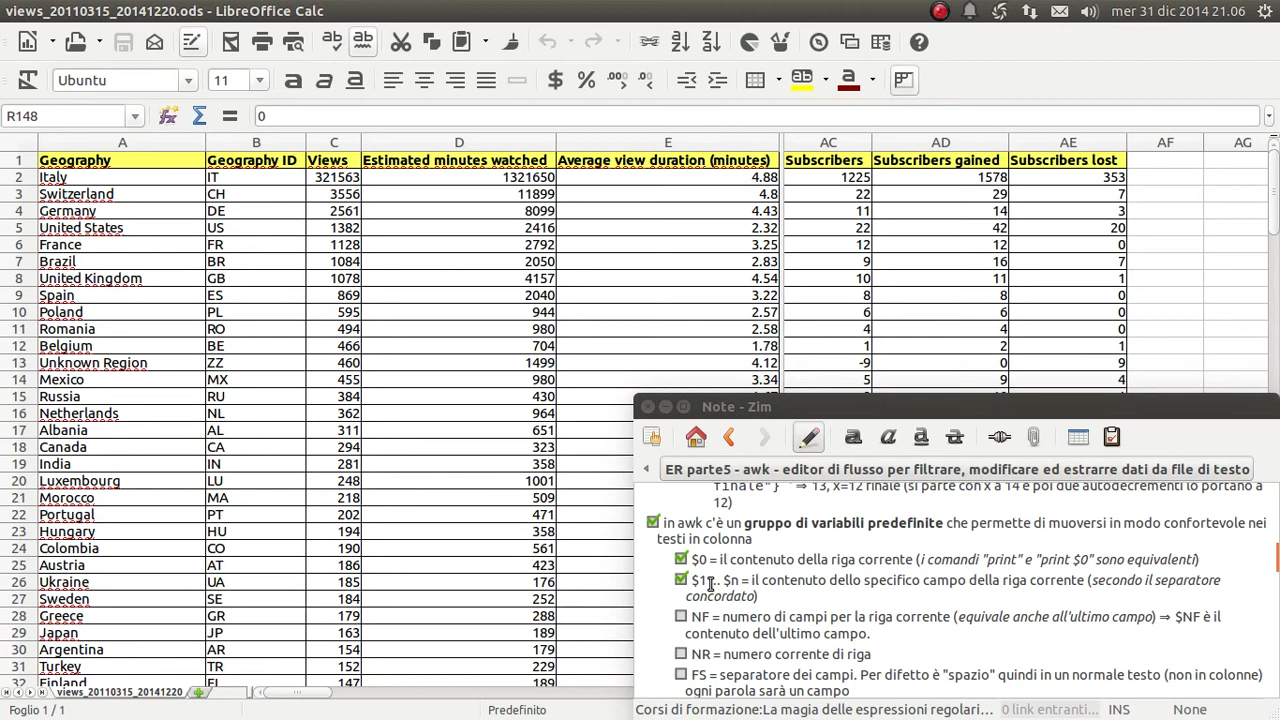 views_20110315_20141220.ods - LibreOffice Calc
mer 31 dic 2014 21.06
Ubuntu 11
R148 0
A B C D E AC AD AE AF AG
1 Geography Geography ID Views Estimated minutes watched Average view duration (minutes) Subscribers Subscribers gained Subscribers lost
2 Italy IT 321563 1321650 4.88 1225 1578 353
3 Switzerland CH 3556 11899 4.8 22 29 7
4 Germany DE 2561 8099 4.43 11 14 3
5 United States US 1382 2416 2.32 22 42 20
6 France FR 1128 2792 3.25 12 12 0
7 Brazil BR 1084 2050 2.83 9 16 7
8 United Kingdom GB 1078 4157 4.54 10 11 1
9 Spain ES 869 2040 3.22 8 8 0
10 Poland PL 595 944 2.57 6 6 0
11 Romania RO 494 980 2.58 4 4 0
12 Belgium BE 466 704 1.78 1 2 1
13 Unknown Region ZZ 460 1499 4.12 -9 0 9
14 Mexico MX 455 980 3.34 5 9 4
15 Russia RU 384 430
16 Netherlands NL 362 964
17 Albania AL 311 651
18 Canada CA 294 323
19 India IN 281 358
20 Luxembourg LU 248 1001
21 Morocco MA 218 509
22 Portugal PT 202 471
23 Hungary HU 194 980
24 Colombia CO 190 561
25 Austria AT 186 423
26 Ukraine UA 185 176
27 Sweden SE 184 252
28 Greece GR 179 288
29 Japan JP 163 189
30 Argentina AR 154 179
31 Turkey TR 152 229
32 Finland FI 147 189
views_20110315_20141220
Foglio 1 / 1 Predefinito
Note - Zim
ER parte5 - awk - editor di flusso per filtrare, modificare ed estrarre dati da file di testo
finale"}' ⇒ 13, x=12 finale (si parte con x a 14 e poi due autodecrementi lo portano a
12)
in awk c'è un gruppo di variabili predefinite che permette di muoversi in modo confortevole nei
testi in colonna
$0 = il contenuto della riga corrente (i comandi "print" e "print $0" sono equivalenti)
$1... $n = il contenuto dello specifico campo della riga corrente (secondo il separatore
concordato)
NF = numero di campi per la riga corrente (equivale anche all'ultimo campo) ⇒ $NF è il
contenuto dell'ultimo campo.
NR = numero corrente di riga
FS = separatore dei campi. Per difetto è "spazio" quindi in un normale testo (non in colonne)
ogni parola sarà un campo
Corsi di formazione:La magia delle espressioni regolari... 0 link entranti... INS None